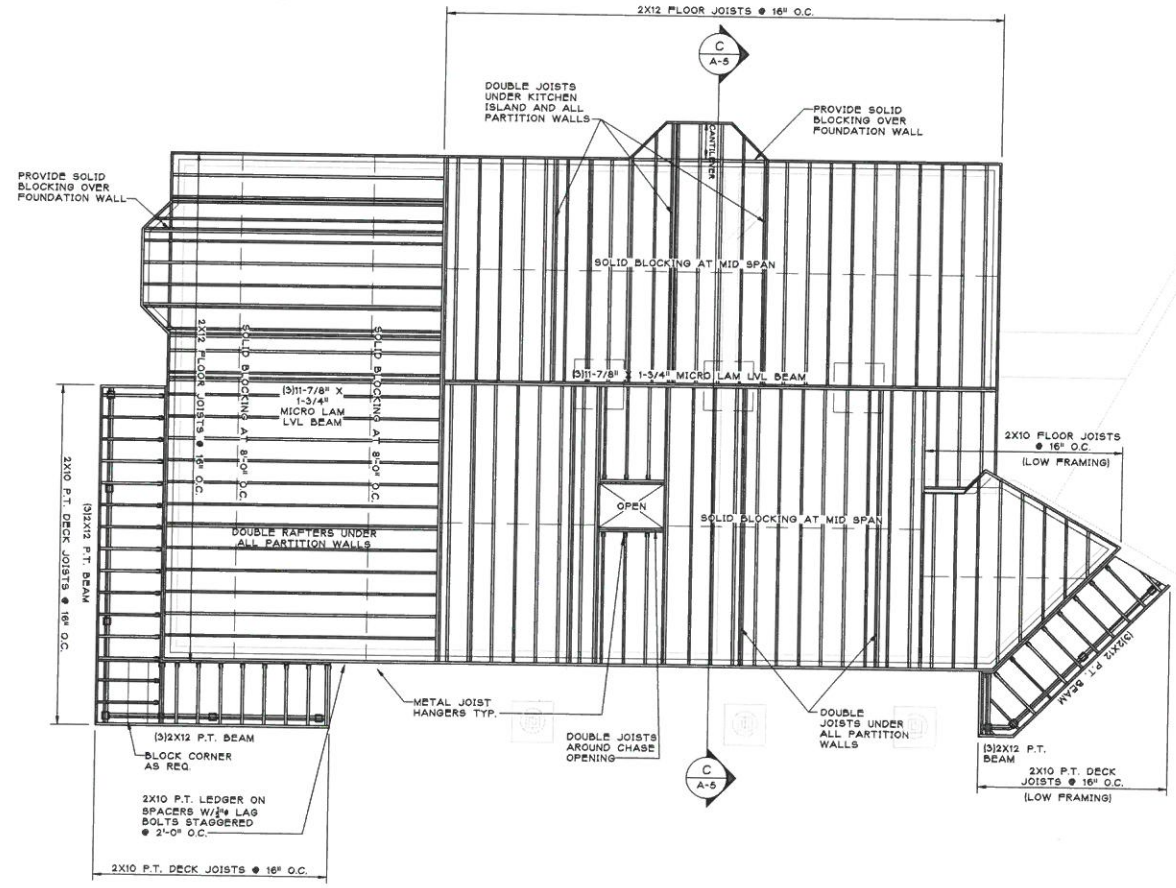 2X12 FLOOR JOISTS @ 16" O.C.
C
A-5
DOUBLE JOISTS
UNDER KITCHEN
ISLAND AND ALL
PARTITION WALLS
PROVIDE SOLID
BLOCKING OVER
FOUNDATION WALL
CANTILEVER
PROVIDE SOLID
BLOCKING OVER
FOUNDATION WALL
SOLID BLOCKING AT MID SPAN
2X12 FLOOR JOISTS @ 16" O.C.
SOLID BLOCKING AT 8'-0" O.C.
SOLID BLOCKING AT 8'-0" O.C.
(3)11-7/8" X 1-3/4" MICRO LAM LVL BEAM
(3)11-7/8" X
1-3/4"
MICRO LAM
LVL BEAM
2X10 FLOOR JOISTS
@ 16" O.C.
(LOW FRAMING)
2X10 P.T. DECK JOISTS @ 16" O.C.
(3)2X12 P.T. BEAM
OPEN
SOLID BLOCKING AT MID SPAN
DOUBLE RAFTERS UNDER
ALL PARTITION WALLS
(3)2X12 P.T. BEAM
METAL JOIST
HANGERS TYP.
DOUBLE JOISTS
AROUND CHASE
OPENING
DOUBLE
JOISTS UNDER
ALL PARTITION
WALLS
(3)2X12 P.T. BEAM
BLOCK CORNER
AS REQ.
(3)2X12 P.T.
BEAM
2X10 P.T. DECK
JOISTS @ 16" O.C.
(LOW FRAMING)
C
A-5
2X10 P.T. LEDGER ON
SPACERS W/ LAG
BOLTS STAGGERED
@ 2'-0" O.C.
2X10 P.T. DECK JOISTS @ 16" O.C.